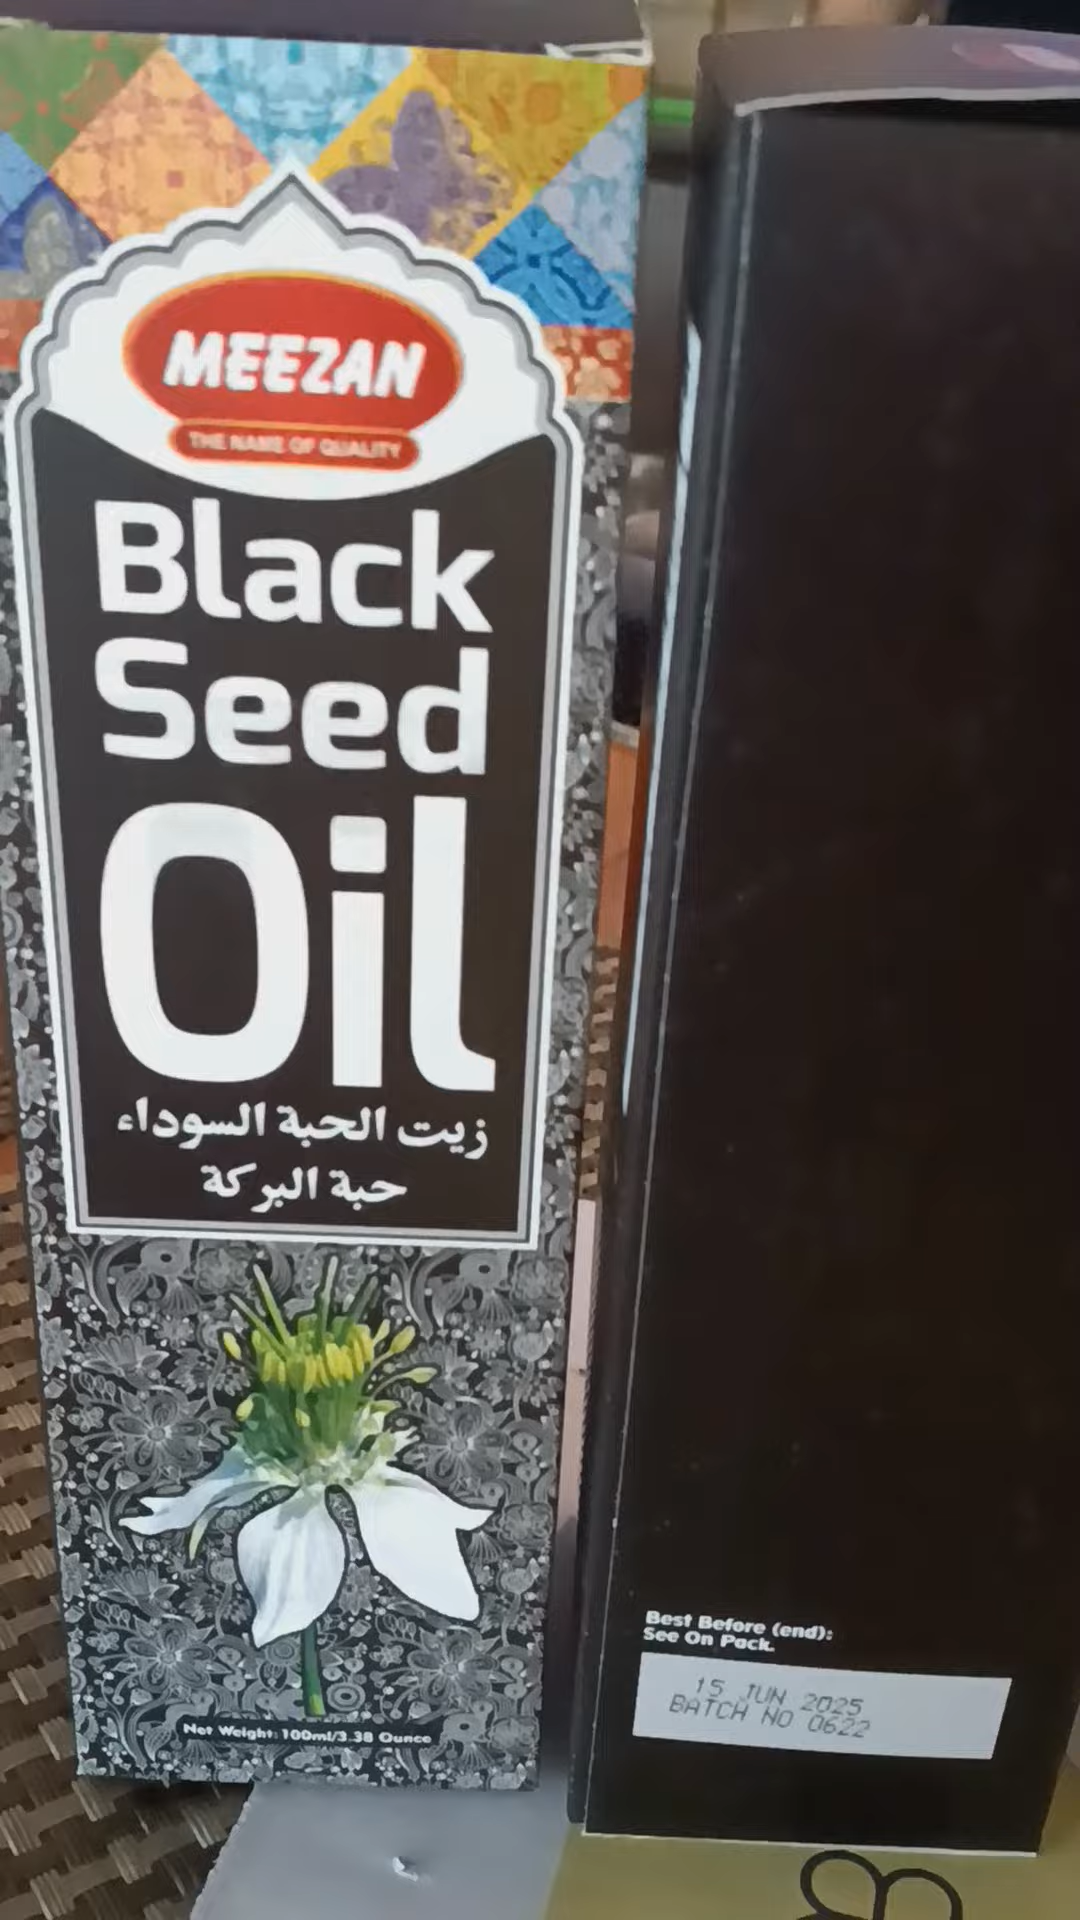 MEEZAN
THE NAME OF QUALITY
Black
Seed
Oil
زيت الحبة السوداء
حبة البركة
Net Weight: 100ml/3.38 Ounce
Best Before (end):
See On Pack.
15 JUN 2025
BATCH NO 0622